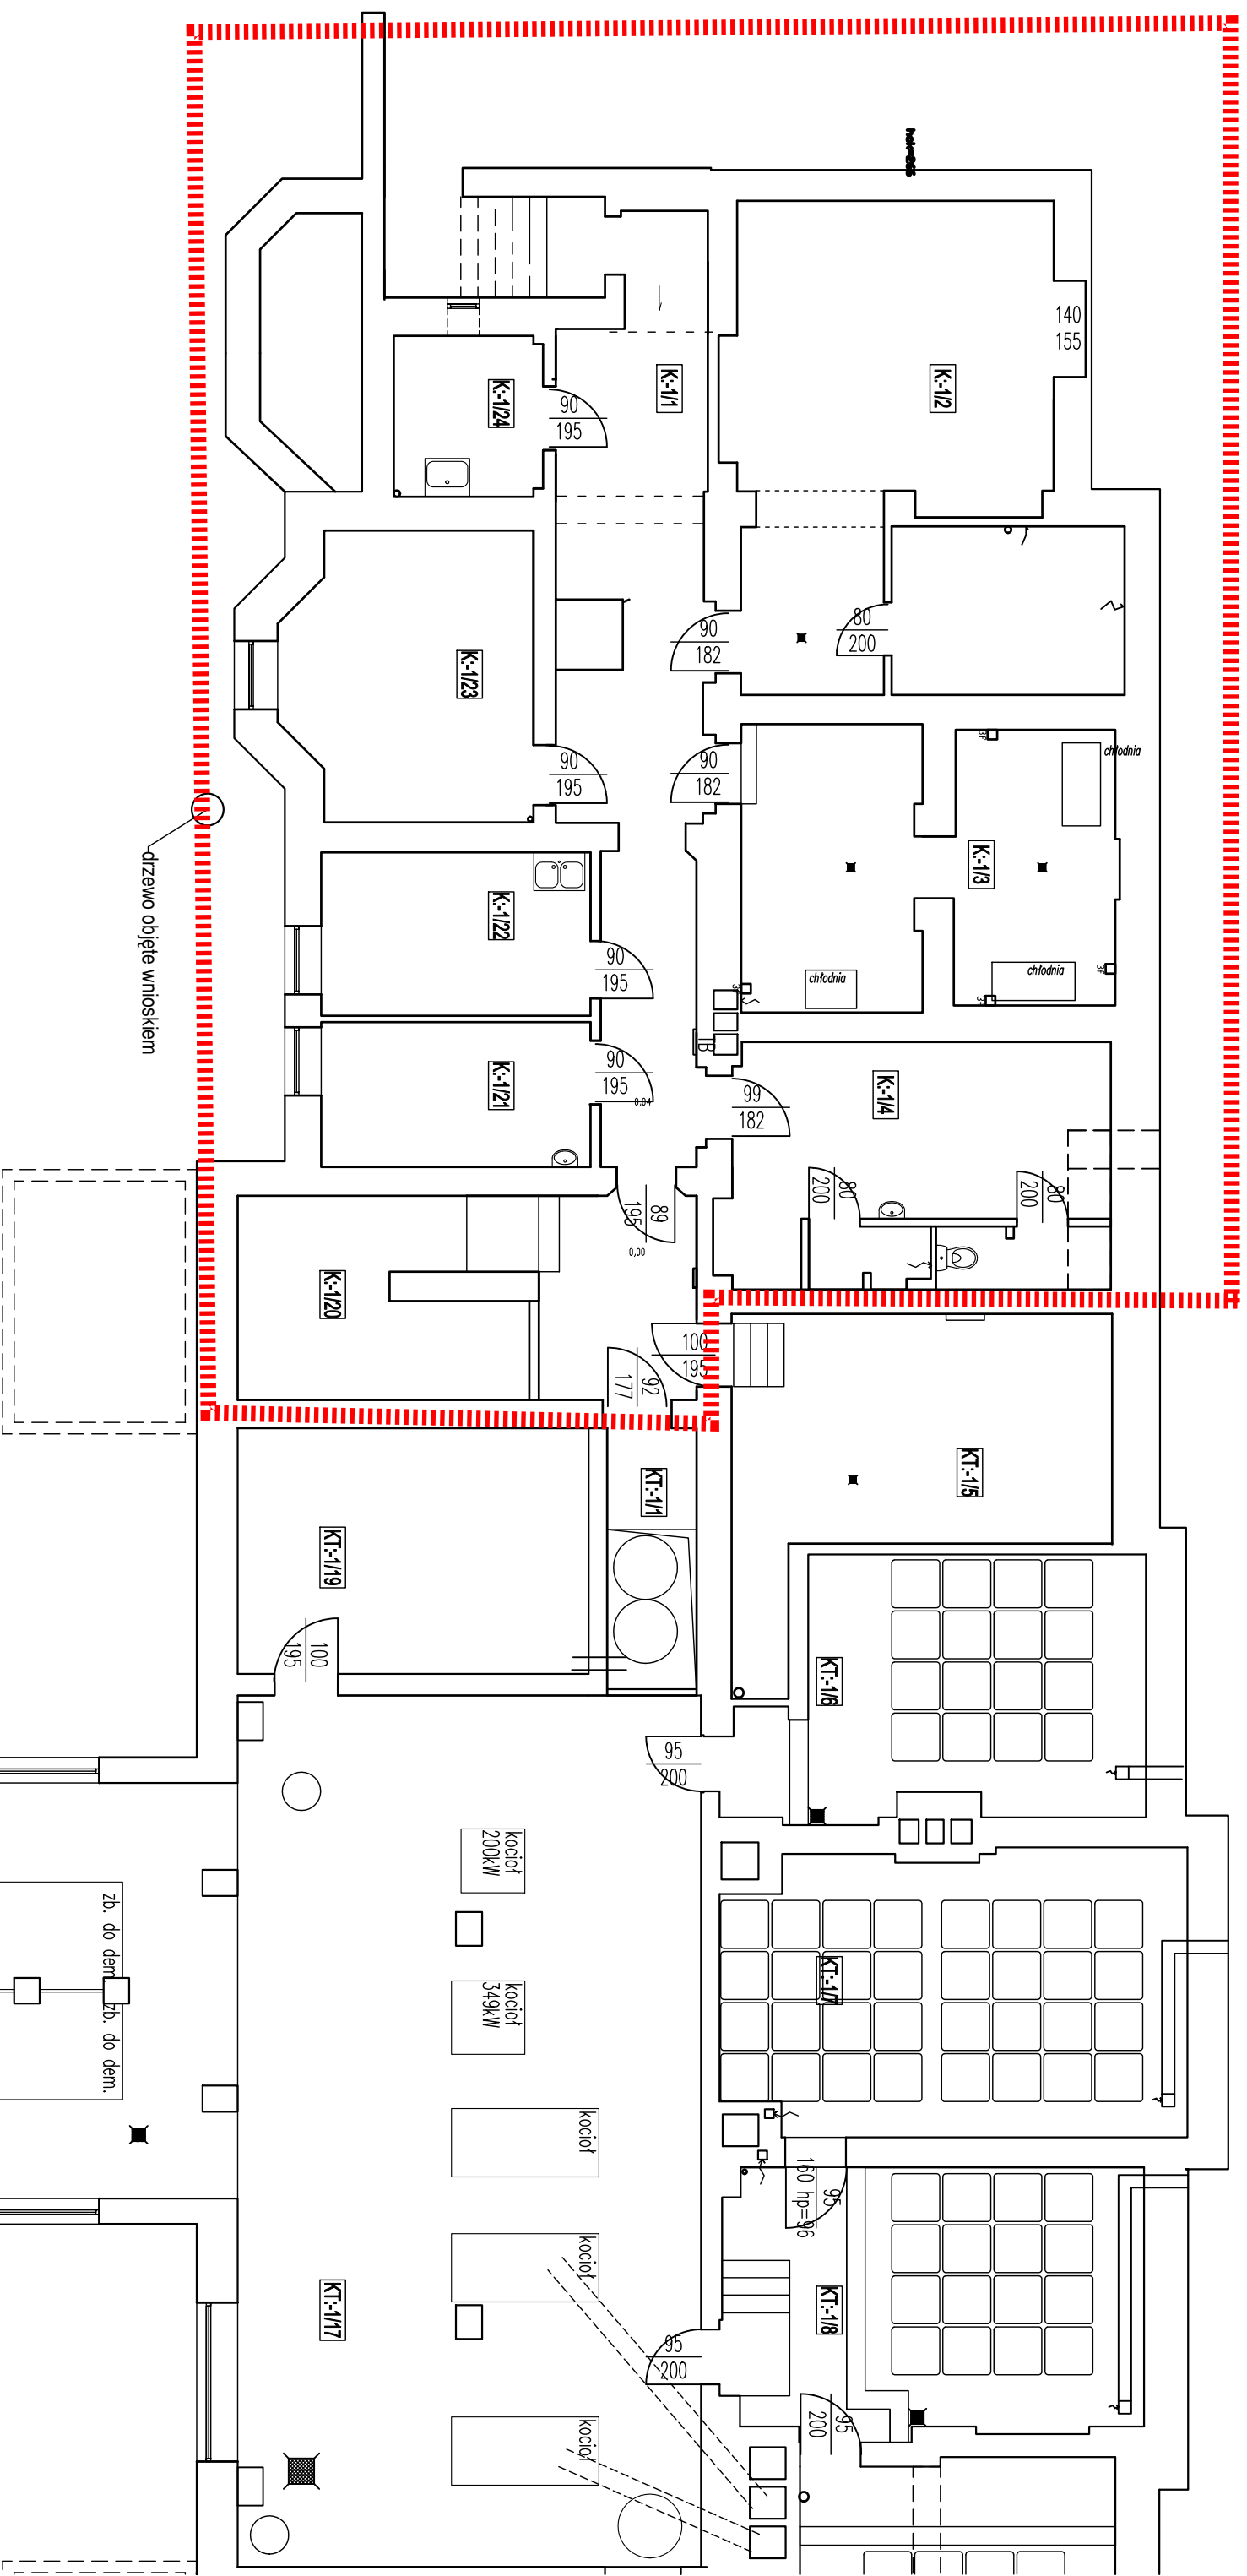 140
155
K:-1/2
K:-1/1
K:-1/24
90
195
90
182
80
200
K:-1/23
90
195
90
182
chłodnia
K:-1/3
chłodnia
chłodnia
drzewo objęte wnioskiem
K:-1/22
90
195
TB
K:-1/21
90
195
0,04
K:-1/4
99
182
80
200
80
200
89
195
0,00
K:-1/20
100
195
92
177
KT:-1/1
KT:-1/5
KT:-1/19
100
195
KT:-1/6
95
200
kocioł
200kW
kocioł
349kW
zb. do dem.
zb. do dem.
KT:-1/7
kocioł
95
160 hp=96
kocioł
KT:-1/17
KT:-1/8
95
200
95
200
kocioł